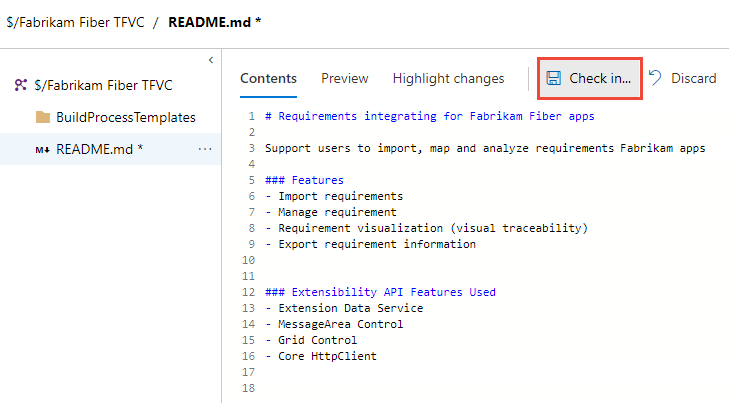 $/Fabrikam Fiber TFVC / README.md *
$/Fabrikam Fiber TFVC
BuildProcessTemplates
M↓ README.md * ...
Contents Preview Highlight changes Check in... Discard
1 # Requirements integrating for Fabrikam Fiber apps
2
3 Support users to import, map and analyze requirements Fabrikam apps
4
5 ### Features
6 - Import requirements
7 - Manage requirement
8 - Requirement visualization (visual traceability)
9 - Export requirement information
10
11
12 ### Extensibility API Features Used
13 - Extension Data Service
14 - MessageArea Control
15 - Grid Control
16 - Core HttpClient
17
18